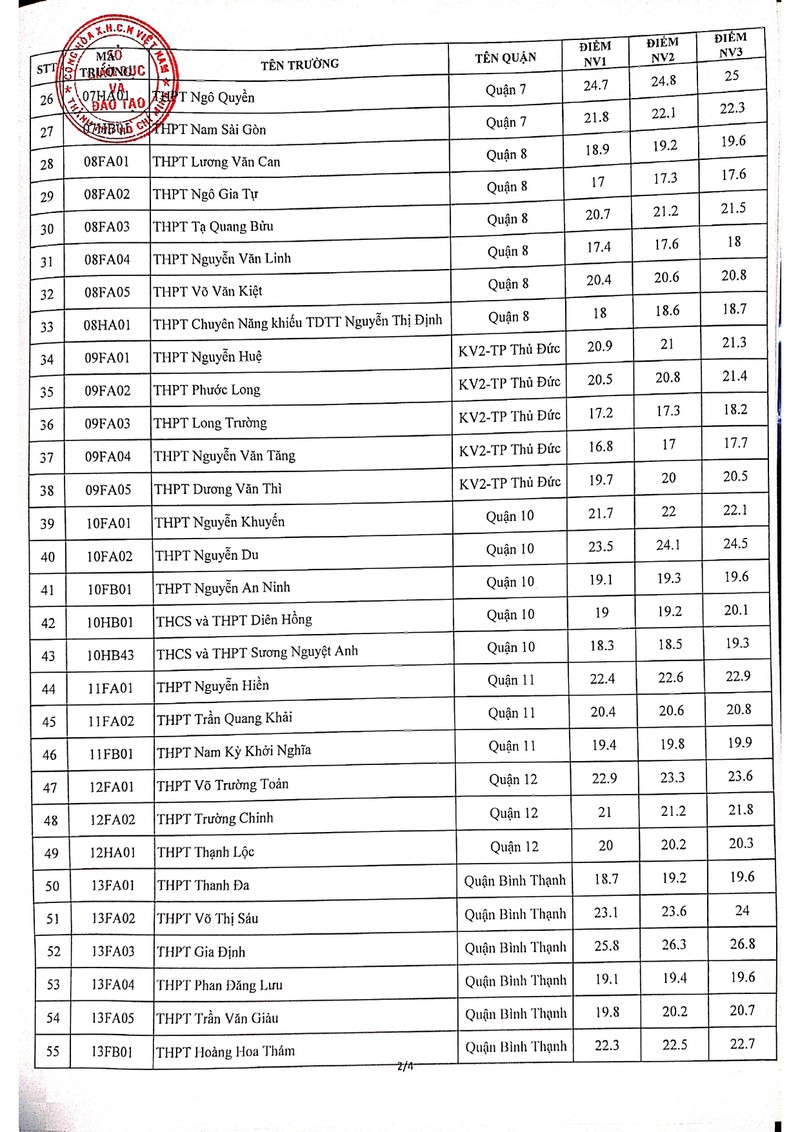 STT MÃ TRƯỜNG TÊN TRƯỜNG TÊN QUẬN ĐIỂM NV1 ĐIỂM NV2 ĐIỂM NV3
CỘNG HÒA X.H.C.N VIỆT NAM
SỞ
GIÁO DỤC
VÀ
ĐÀO TẠO
26 07HA01 THPT Ngô Quyền Quận 7 24.7 24.8 25
27 07HB01 THPT Nam Sài Gòn Quận 7 21.8 22.1 22.3
28 08FA01 THPT Lương Văn Can Quận 8 18.9 19.2 19.6
29 08FA02 THPT Ngô Gia Tự Quận 8 17 17.3 17.6
30 08FA03 THPT Tạ Quang Bửu Quận 8 20.7 21.2 21.5
31 08FA04 THPT Nguyễn Văn Linh Quận 8 17.4 17.6 18
32 08FA05 THPT Võ Văn Kiệt Quận 8 20.4 20.6 20.8
33 08HA01 THPT Chuyên Năng khiếu TDTT Nguyễn Thị Định Quận 8 18 18.6 18.7
34 09FA01 THPT Nguyễn Huệ KV2-TP Thủ Đức 20.9 21 21.3
35 09FA02 THPT Phước Long KV2-TP Thủ Đức 20.5 20.8 21.4
36 09FA03 THPT Long Trường KV2-TP Thủ Đức 17.2 17.3 18.2
37 09FA04 THPT Nguyễn Văn Tăng KV2-TP Thủ Đức 16.8 17 17.7
38 09FA05 THPT Dương Văn Thì KV2-TP Thủ Đức 19.7 20 20.5
39 10FA01 THPT Nguyễn Khuyến Quận 10 21.7 22 22.1
40 10FA02 THPT Nguyễn Du Quận 10 23.5 24.1 24.5
41 10FB01 THPT Nguyễn An Ninh Quận 10 19.1 19.3 19.6
42 10HB01 THCS và THPT Diên Hồng Quận 10 19 19.2 20.1
43 10HB43 THCS và THPT Sương Nguyệt Anh Quận 10 18.3 18.5 19.3
44 11FA01 THPT Nguyễn Hiền Quận 11 22.4 22.6 22.9
45 11FA02 THPT Trần Quang Khải Quận 11 20.4 20.6 20.8
46 11FB01 THPT Nam Kỳ Khởi Nghĩa Quận 11 19.4 19.8 19.9
47 12FA01 THPT Võ Trường Toản Quận 12 22.9 23.3 23.6
48 12FA02 THPT Trường Chinh Quận 12 21 21.2 21.8
49 12HA01 THPT Thạnh Lộc Quận 12 20 20.2 20.3
50 13FA01 THPT Thanh Đa Quận Bình Thạnh 18.7 19.2 19.6
51 13FA02 THPT Võ Thị Sáu Quận Bình Thạnh 23.1 23.6 24
52 13FA03 THPT Gia Định Quận Bình Thạnh 25.8 26.3 26.8
53 13FA04 THPT Phan Đăng Lưu Quận Bình Thạnh 19.1 19.4 19.6
54 13FA05 THPT Trần Văn Giàu Quận Bình Thạnh 19.8 20.2 20.7
55 13FB01 THPT Hoàng Hoa Thám Quận Bình Thạnh 22.3 22.5 22.7
2/4